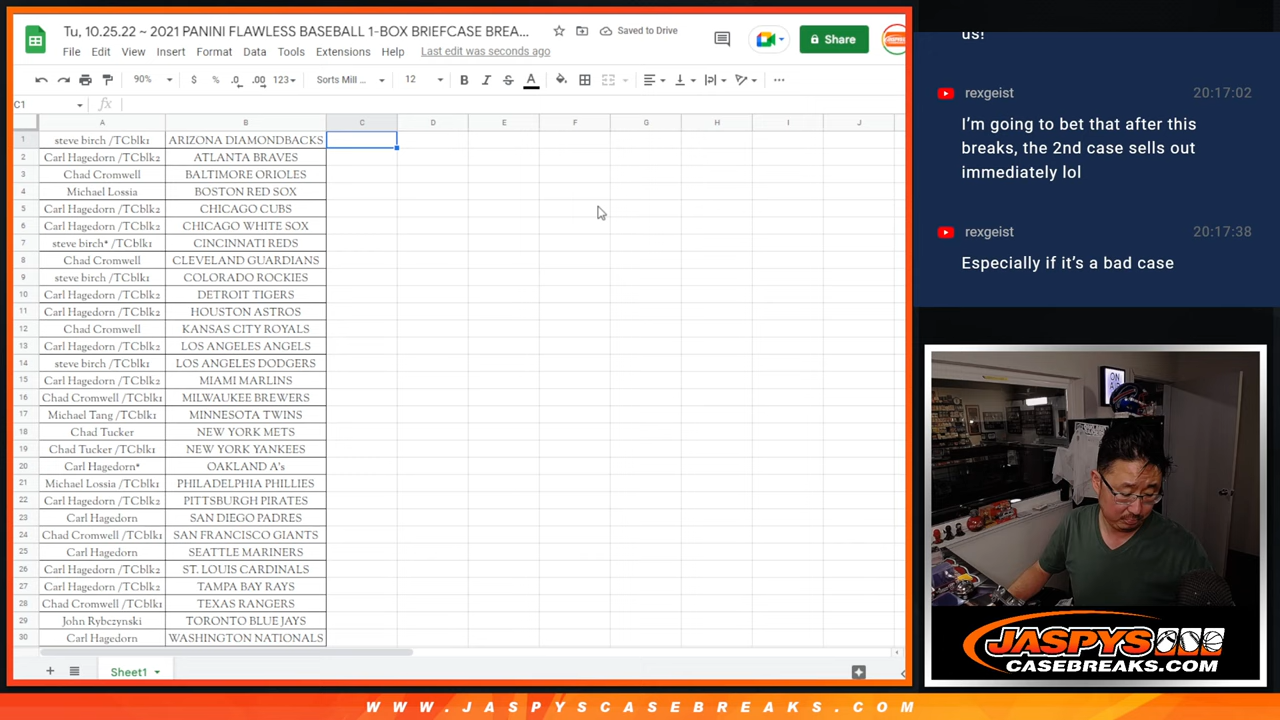 Tu, 10.25.22 ~ 2021 PANINI FLAWLESS BASEBALL 1-BOX BRIEFCASE BREA...
Saved to Drive
Share
File Edit View Insert Format Data Tools Extensions Help Last edit was seconds ago
90% $ % .0 .00 123 Sorts Mill ... 12 B I S A
C1 fx
A B C D E F G H I J
1 steve birch /TCblk1 ARIZONA DIAMONDBACKS
2 Carl Hagedorn /TCblk2 ATLANTA BRAVES
3 Chad Cromwell BALTIMORE ORIOLES
4 Michael Lossia BOSTON RED SOX
5 Carl Hagedorn /TCblk2 CHICAGO CUBS
6 Carl Hagedorn /TCblk2 CHICAGO WHITE SOX
7 steve birch* /TCblk1 CINCINNATI REDS
8 Chad Cromwell CLEVELAND GUARDIANS
9 steve birch /TCblk1 COLORADO ROCKIES
10 Carl Hagedorn /TCblk2 DETROIT TIGERS
11 Carl Hagedorn /TCblk2 HOUSTON ASTROS
12 Chad Cromwell KANSAS CITY ROYALS
13 Carl Hagedorn /TCblk2 LOS ANGELES ANGELS
14 steve birch /TCblk1 LOS ANGELES DODGERS
15 Carl Hagedorn /TCblk2 MIAMI MARLINS
16 Chad Cromwell /TCblk1 MILWAUKEE BREWERS
17 Michael Tang /TCblk1 MINNESOTA TWINS
18 Chad Tucker NEW YORK METS
19 Chad Tucker /TCblk1 NEW YORK YANKEES
20 Carl Hagedorn* OAKLAND A's
21 Michael Lossia /TCblk1 PHILADELPHIA PHILLIES
22 Carl Hagedorn /TCblk2 PITTSBURGH PIRATES
23 Carl Hagedorn SAN DIEGO PADRES
24 Chad Cromwell /TCblk1 SAN FRANCISCO GIANTS
25 Carl Hagedorn SEATTLE MARINERS
26 Carl Hagedorn /TCblk2 ST. LOUIS CARDINALS
27 Carl Hagedorn /TCblk2 TAMPA BAY RAYS
28 Chad Cromwell /TCblk1 TEXAS RANGERS
29 John Rybczynski TORONTO BLUE JAYS
30 Carl Hagedorn WASHINGTON NATIONALS
Sheet1
us!
rexgeist 20:17:02
I'm going to bet that after this
breaks, the 2nd case sells out
immediately lol
rexgeist 20:17:38
Especially if it's a bad case
ON
AIR
JASPYS
CASEBREAKS.COM
WWW.JASPYSCASEBREAKS.COM